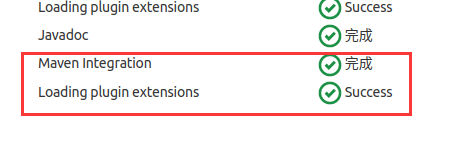 Loading plugin extensions Success
Javadoc 完成
Maven Integration 完成
Loading plugin extensions Success